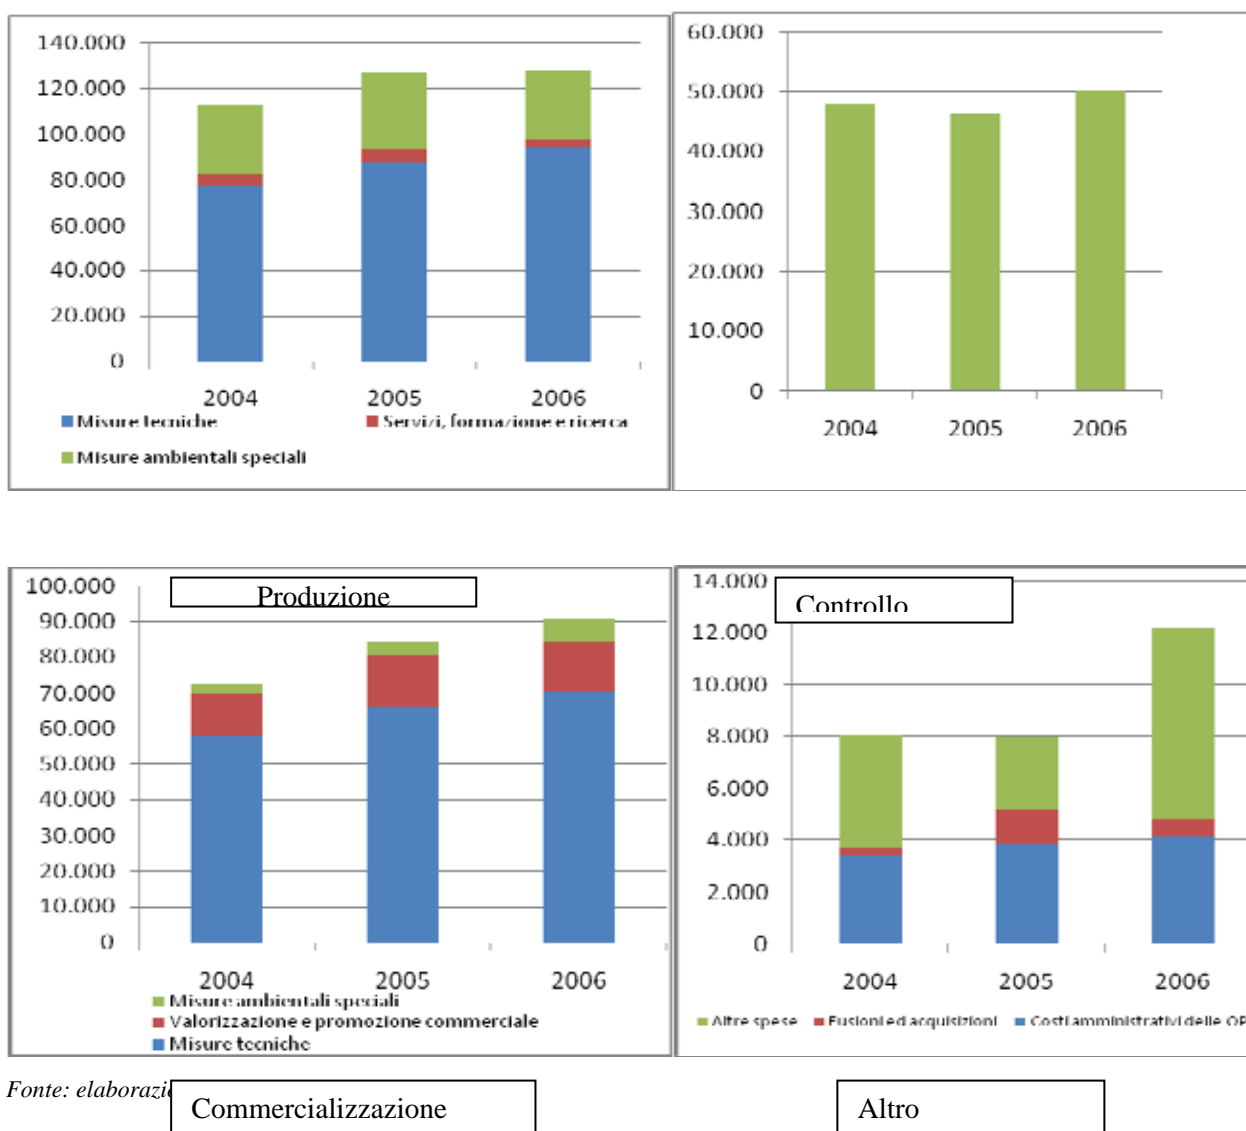 140.000
120.000
100.000
80.000
60.000
40.000
20.000
0
2004 2005 2006
Misure tecniche Servizi, formazione e ricerca
Misure ambientali speciali
60.000
50.000
40.000
30.000
20.000
10.000
0
2004 2005 2006
Produzione
100.000
90.000
80.000
70.000
60.000
50.000
40.000
30.000
20.000
10.000
0
2004 2005 2006
Misure ambientali speciali
Valorizzazione e promozione commerciale
Misure tecniche
Controllo
14.000
12.000
10.000
8.000
6.000
4.000
2.000
0
2004 2005 2006
Altre spese Fusioni ed acquisizioni Costi amministrativi delle OP
Fonte:
Commercializzazione
Altro